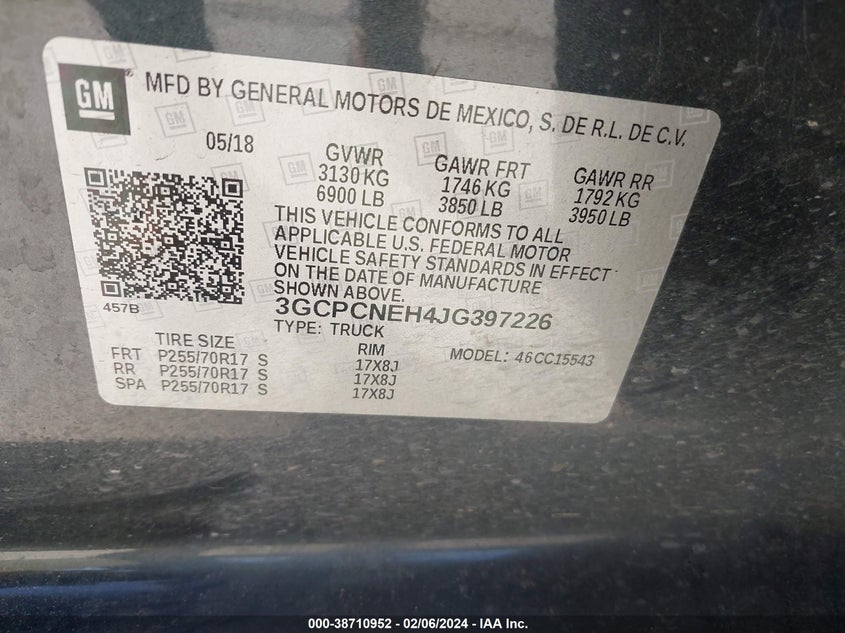 GM
MFD BY GENERAL MOTORS DE MEXICO, S. DE R.L. DE C.V.
05/18
GVWR
3130 KG
6900 LB
GAWR FRT
1746 KG
3850 LB
GAWR RR
1792 KG
3950 LB
THIS VEHICLE CONFORMS TO ALL
APPLICABLE U.S. FEDERAL MOTOR
VEHICLE SAFETY STANDARDS IN EFFECT
ON THE DATE OF MANUFACTURE
SHOWN ABOVE.
457B
3GCPCNEH4JG397226
TYPE: TRUCK
MODEL: 46CC15543
TIRE SIZE RIM
FRT P255/70R17 S 17X8J
RR P255/70R17 S 17X8J
SPA P255/70R17 S 17X8J
000-38710952 - 02/06/2024 - IAA Inc.